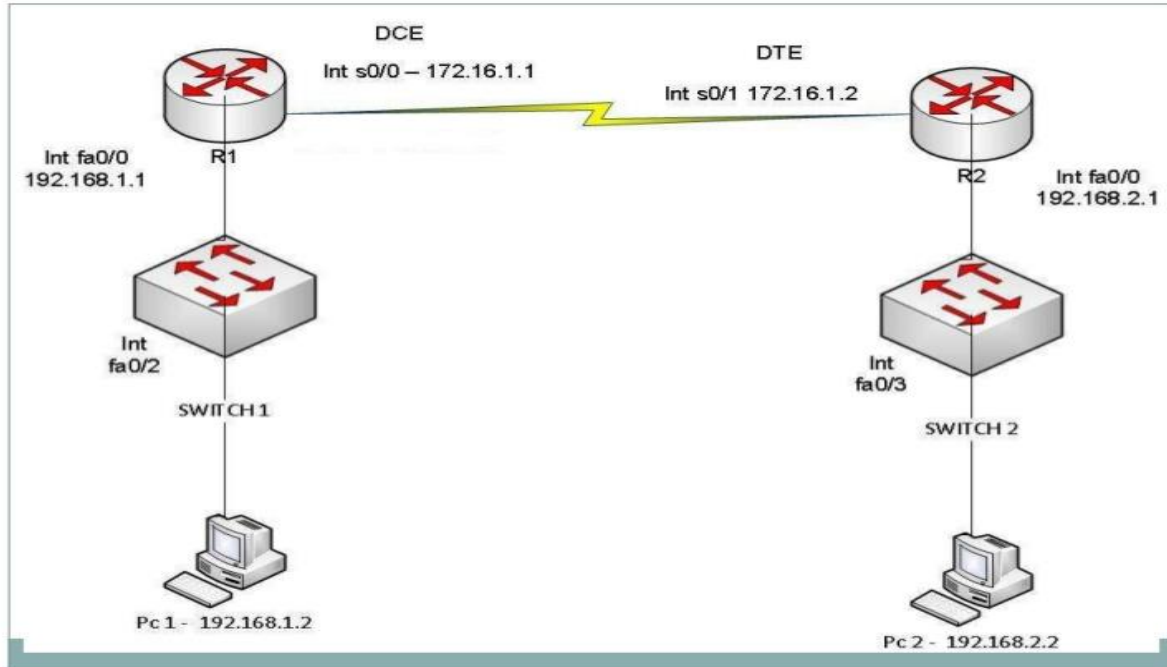 DCE
Int s0/0 – 172.16.1.1
DTE
Int s0/1 172.16.1.2
R1
Int fa0/0
192.168.1.1
R2
Int fa0/0
192.168.2.1
Int
fa0/2
SWITCH 1
Int
fa0/3
SWITCH 2
Pc 1 - 192.168.1.2
Pc 2 - 192.168.2.2